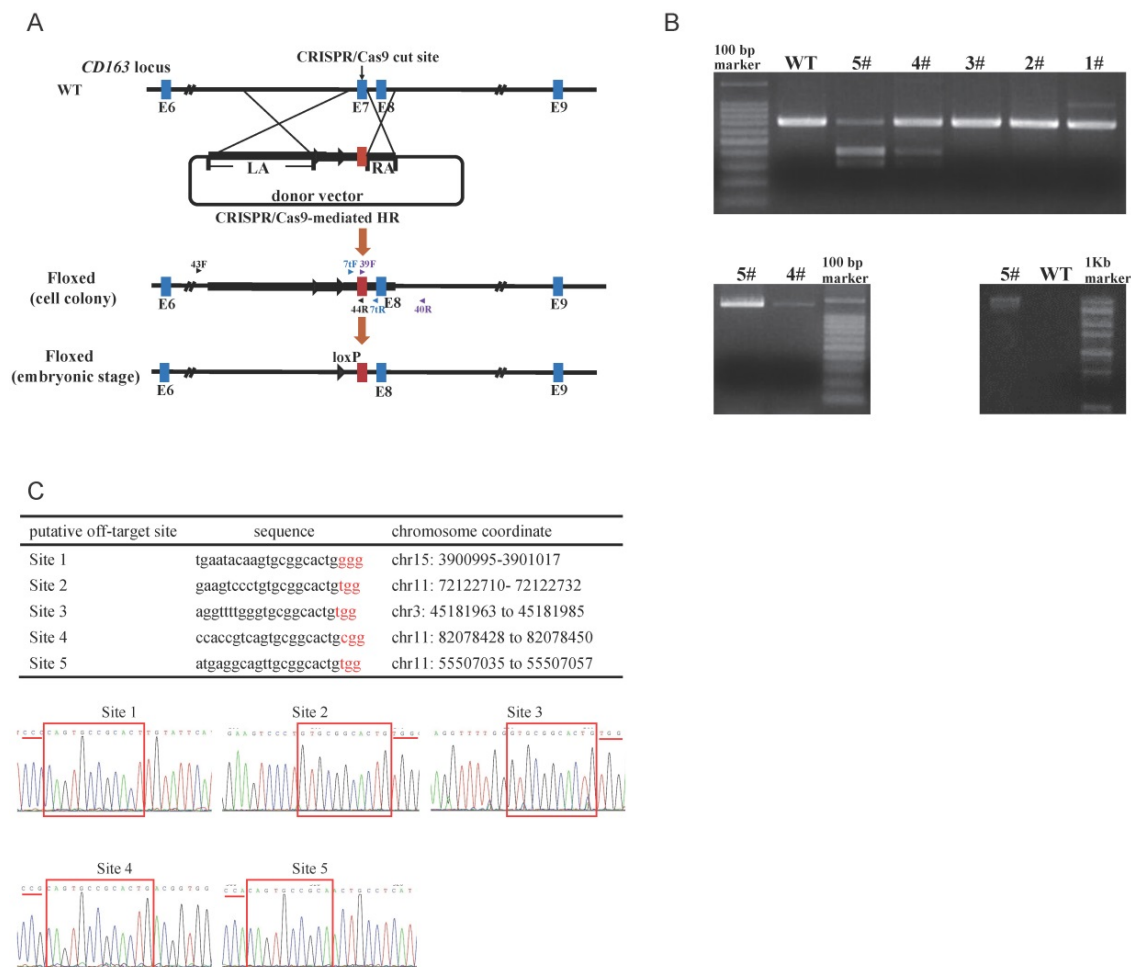 A
CRISPR/Cas9 cut site
CD163 locus
WT
E6
E7
E8
E9
LA
RA
donor vector
CRISPR/Cas9-mediated HR
43F
7tF 39F
Floxed
(cell colony)
E6
E8
E9
44R
7tR
40R
loxP
Floxed
(embryonic stage)
E6
E8
E9
B
100 bp
marker
WT 5# 4# 3# 2# 1#
5# 4# 100 bp
marker
5# WT 1Kb
marker
C
putative off-target site sequence chromosome coordinate
Site 1 tgaatacaagtgcggcactgggg chr15: 3900995-3901017
Site 2 gaagtccctgtgcggcactgtgg chr11: 72122710- 72122732
Site 3 aggttttgggtgcggcactgtgg chr3: 45181963 to 45181985
Site 4 ccaccgtcagtgcggcactgcgg chr11: 82078428 to 82078450
Site 5 atgaggcagttgcggcactgtgg chr11: 55507035 to 55507057
Site 1 Site 2 Site 3
CCCCAGTGCCGCACTTGTATTCA
GAAGTCCCTGTGCGGCACTGTGG
AGGTTTTGGGTGCGGCACTGTGG
Site 4 Site 5
CCGCAGTGCCGCACTGACGGTGG
CCACAGTGCCGCAACTGCCTCAT